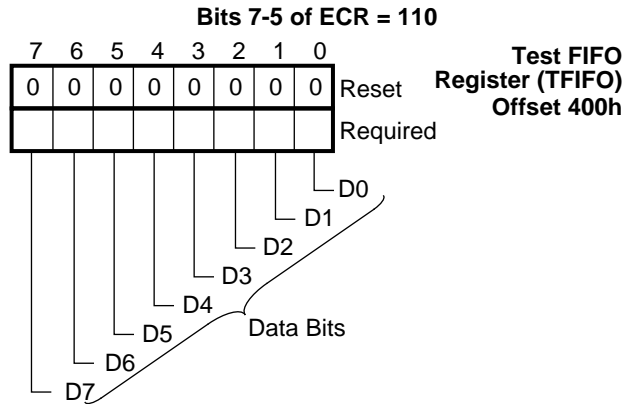 Bits 7-5 of ECR = 110
7 6 5 4 3 2 1 0
Test FIFO
Register (TFIFO)
Offset 400h
0 0 0 0 0 0 0 0 Reset
Required
D0
D1
D2
D3
D4
D5
D6
D7
Data Bits